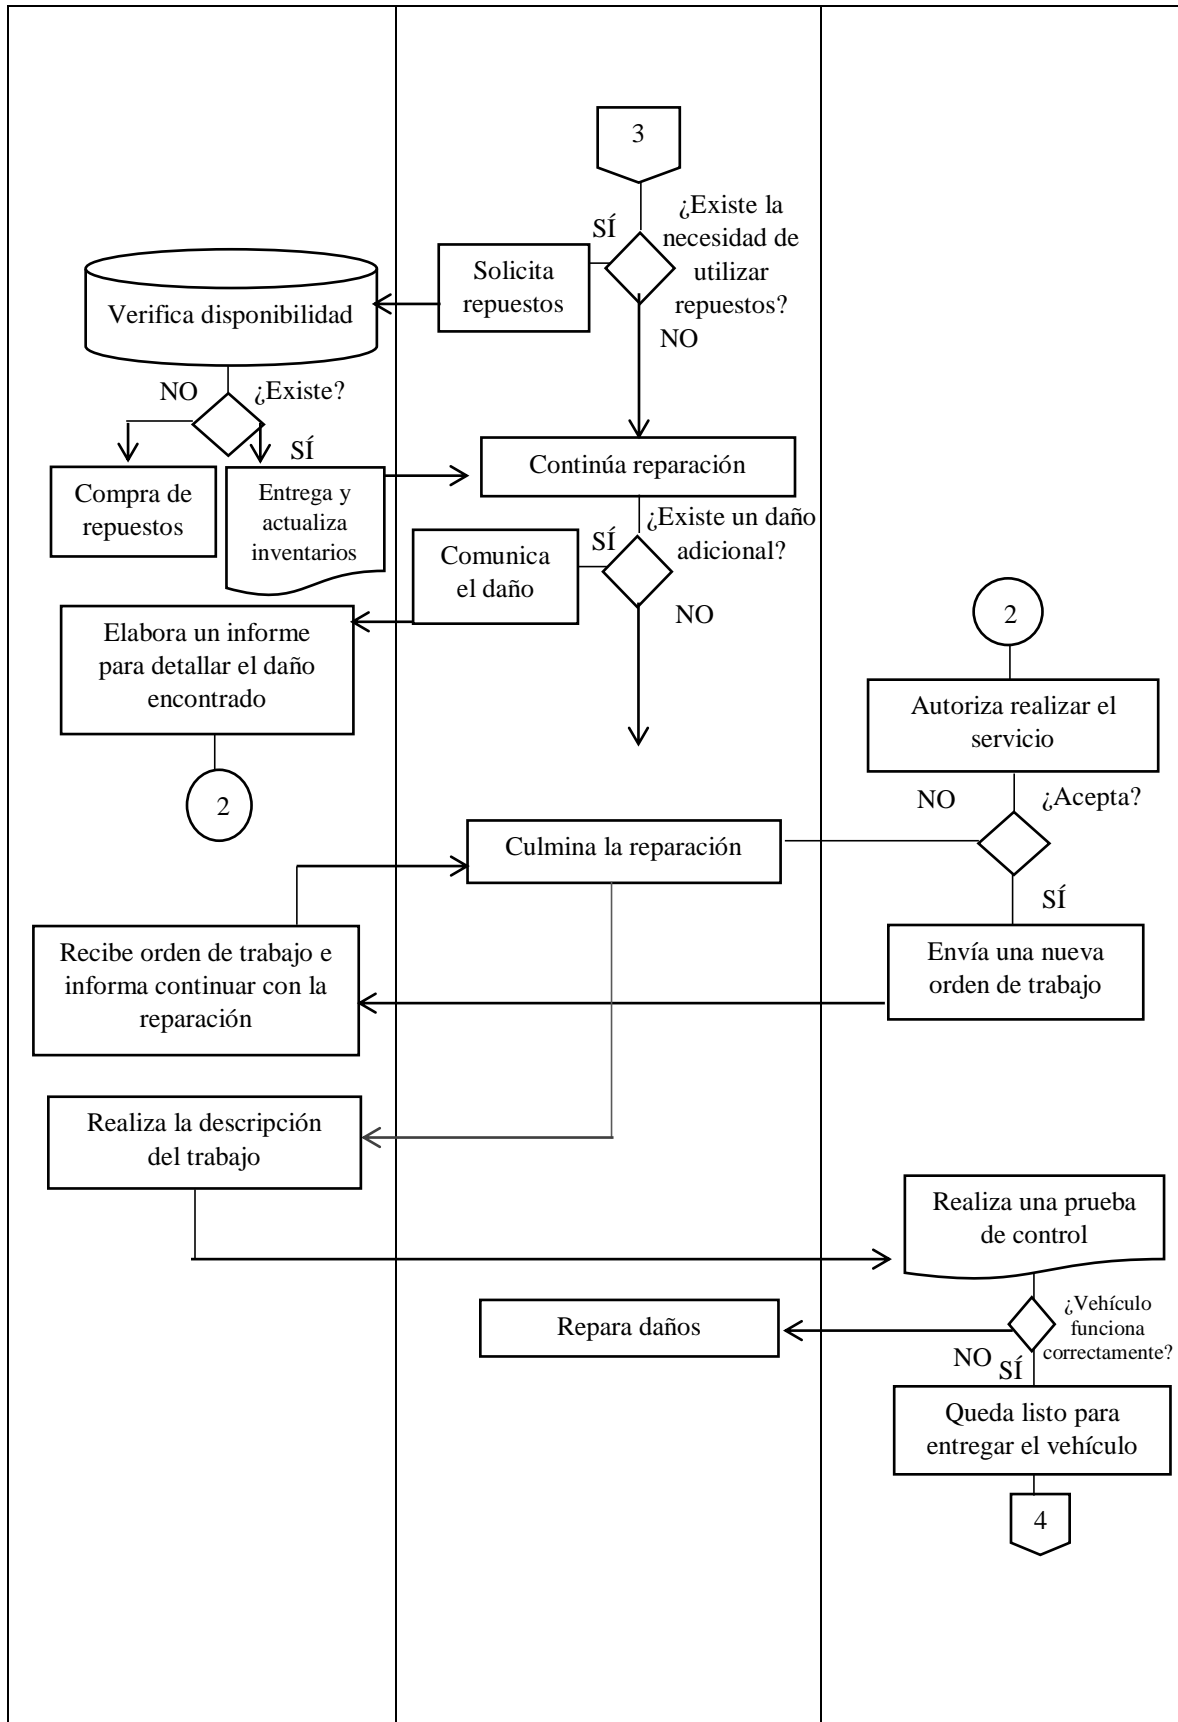 3
¿Existe la
necesidad de
utilizar
repuestos?
SÍ
Solicita
repuestos
NO
Verifica disponibilidad
NO
¿Existe?
SÍ
Compra de
repuestos
Entrega y
actualiza
inventarios
Continúa reparación
¿Existe un daño
adicional?
SÍ
Comunica
el daño
NO
Elabora un informe
para detallar el daño
encontrado
2
2
Autoriza realizar el
servicio
NO
¿Acepta?
SÍ
Culmina la reparación
Envía una nueva
orden de trabajo
Recibe orden de trabajo e
informa continuar con la
reparación
Realiza la descripción
del trabajo
Realiza una prueba
de control
¿Vehículo
funciona
correctamente?
Repara daños
NO
SÍ
Queda listo para
entregar el vehículo
4